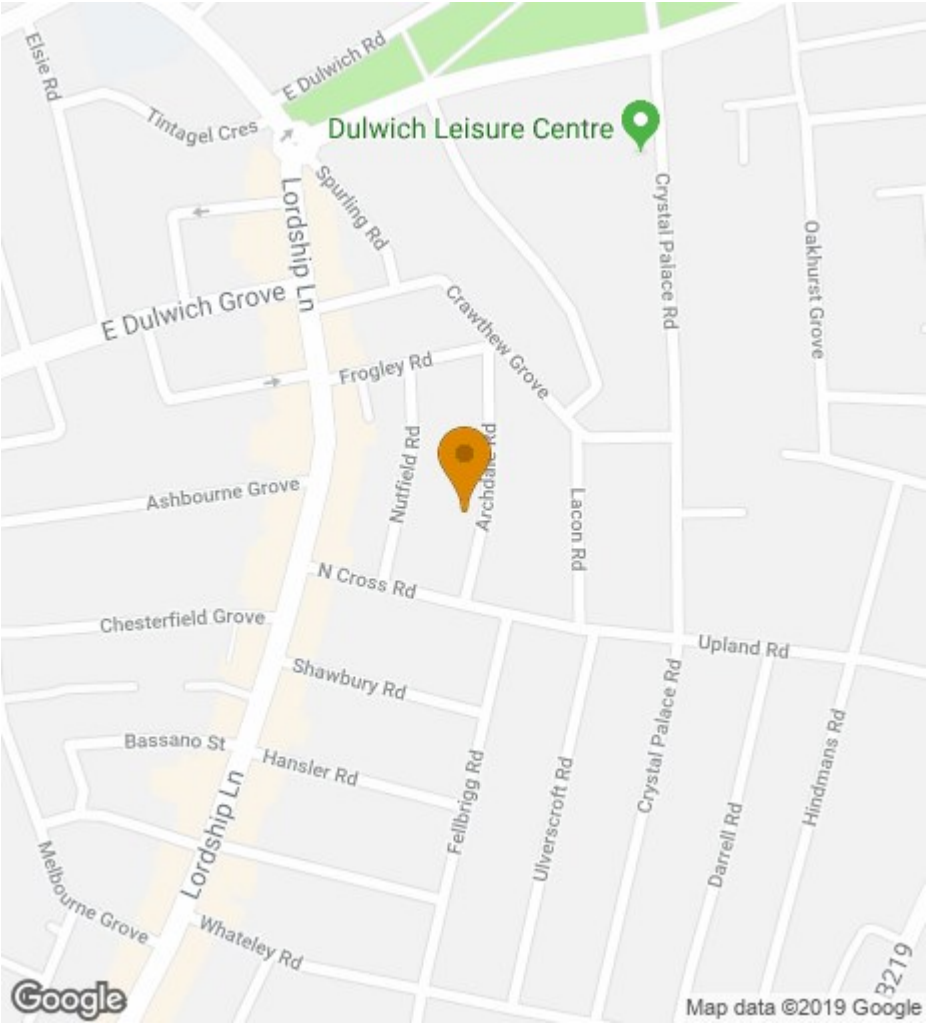 Elsie Rd
E Dulwich Rd
Tintagel Cres
Dulwich Leisure Centre
Spurling Rd
Lordship Ln
Crystal Palace Rd
Oakhurst Grove
E Dulwich Grove
Crawthew Grove
Frogley Rd
Nutfield Rd
Archdale Rd
Ashbourne Grove
Lacon Rd
N Cross Rd
Chesterfield Grove
Upland Rd
Shawbury Rd
Crystal Palace Rd
Bassano St
Hansler Rd
Hindmans Rd
Fellbrigg Rd
Ulverscroft Rd
Darrell Rd
Lordship Ln
Melbourne Grove
Whateley Rd
B219
Google
Map data ©2019 Google